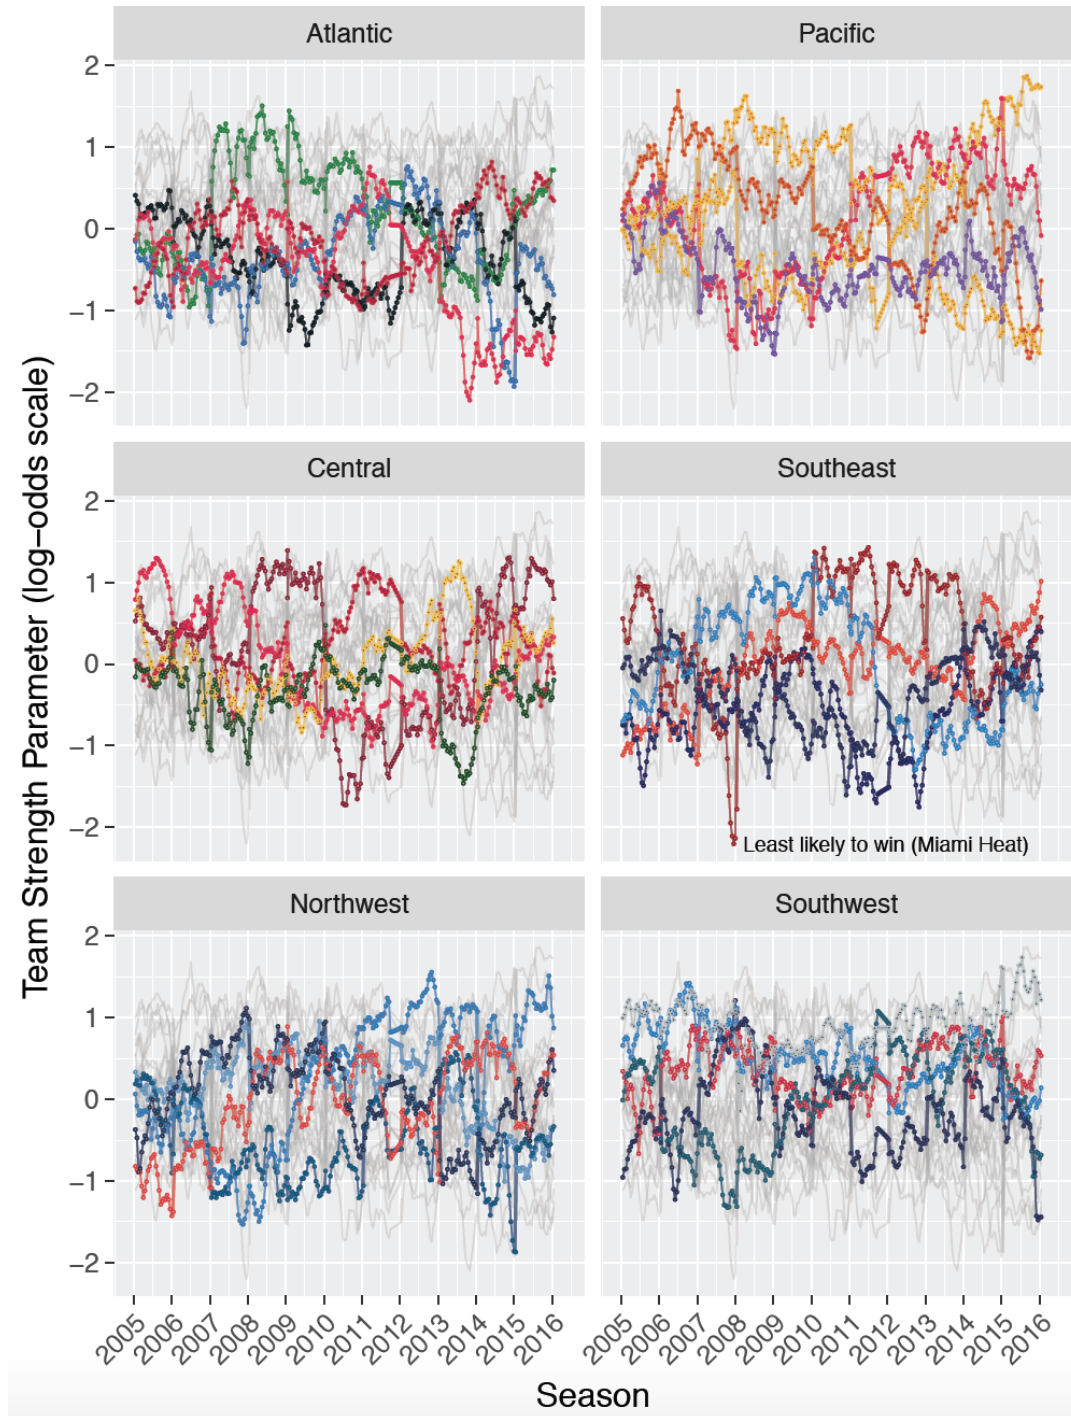 Team Strength Parameter (log–odds scale)
Atlantic
Pacific
2
1
0
−1
−2
Central
Southeast
2
1
0
−1
−2
Least likely to win (Miami Heat)
Northwest
Southwest
2
1
0
−1
−2
2005 2006 2007 2008 2009 2010 2011 2012 2013 2014 2015 2016
2005 2006 2007 2008 2009 2010 2011 2012 2013 2014 2015 2016
Season